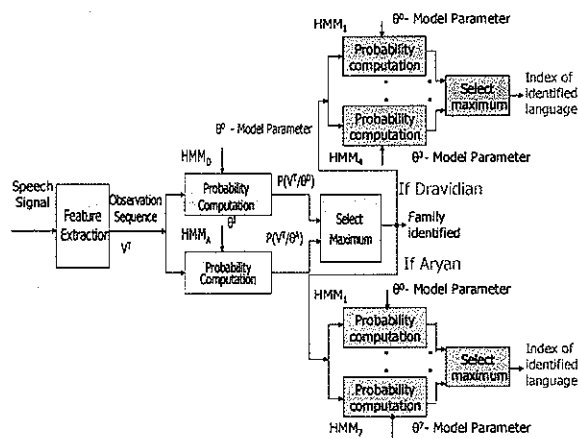 θ⁰- Model Parameter
HMM₁
Probability
computation
Select
maximum
Index of
identified
language
Probability
computation
HMM₄
θ³- Model Parameter
θ⁰ - Model Parameter
HMM_D
Speech
Signal
Feature
Extraction
Observation
Sequence
Vᵀ
Probability
Computation
P(Vᵀ/θᴰ)
If Dravidian
Select
Maximum
Family
identified
HMM_A
P(Vᵀ/θᴬ)
Probability
Computation
If Aryan
θ⁰- Model Parameter
HMM₁
Probability
computation
Select
maximum
Index of
identified
language
Probability
computation
HMM₇
θ⁷- Model Parameter